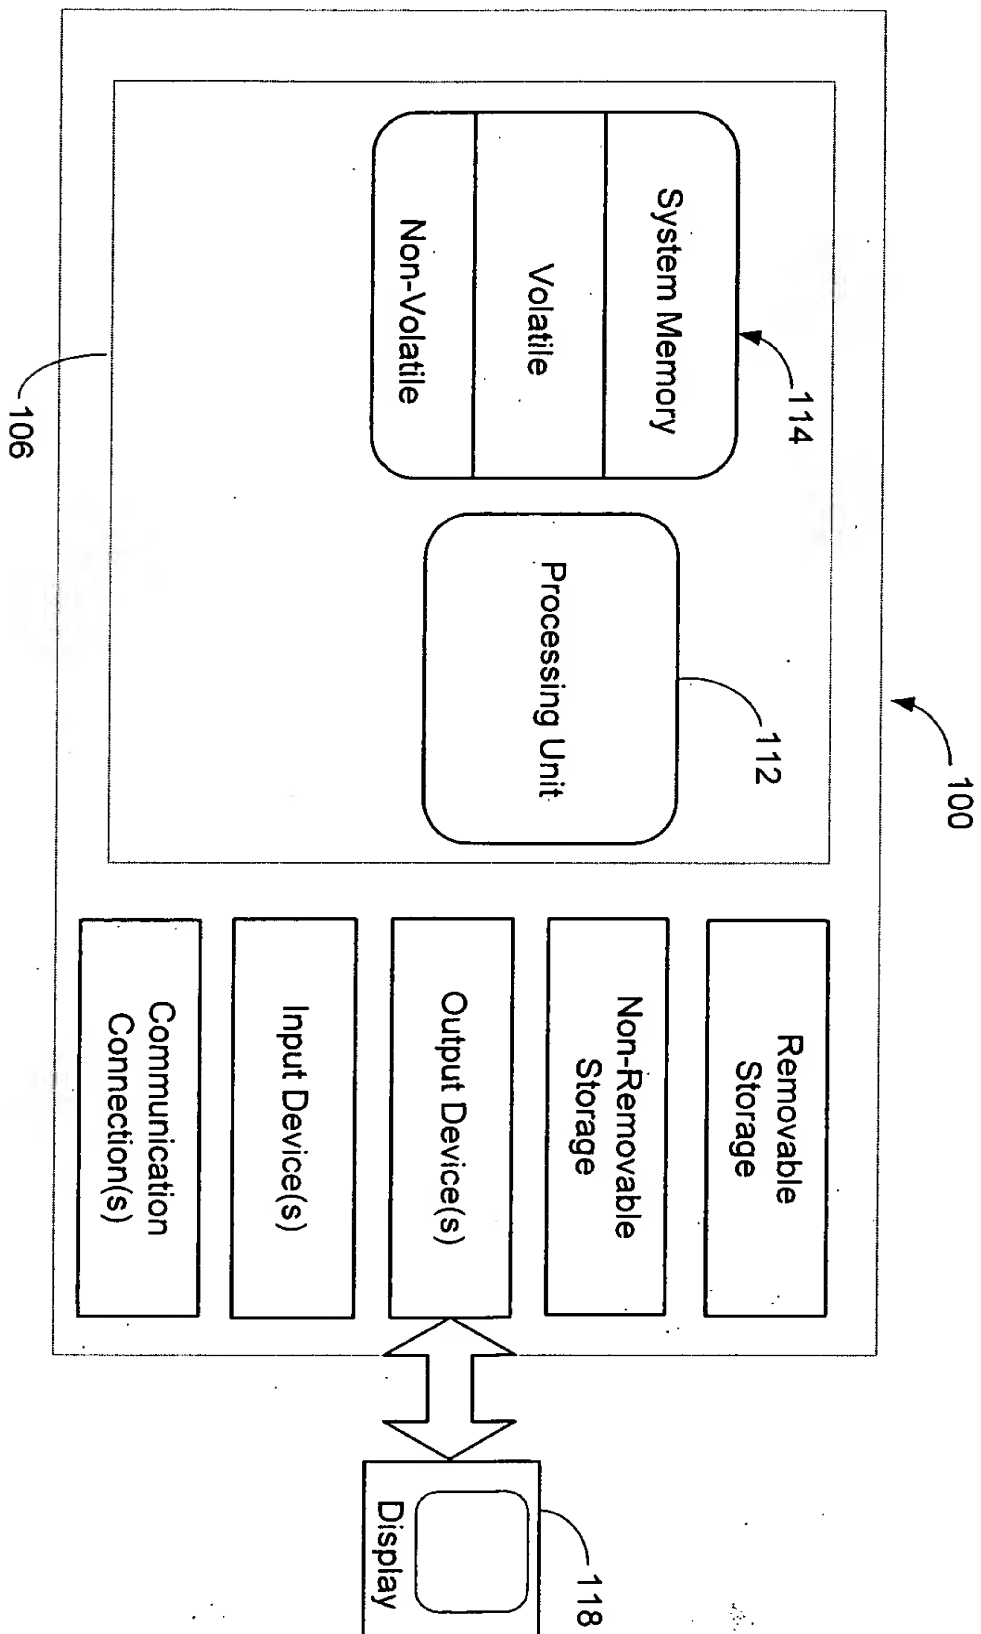 100
114
System Memory
Volatile
Non-Volatile
112
Processing Unit
106
Removable
Storage
Non-Removable
Storage
Output Device(s)
Input Device(s)
Communication
Connection(s)
118
Display